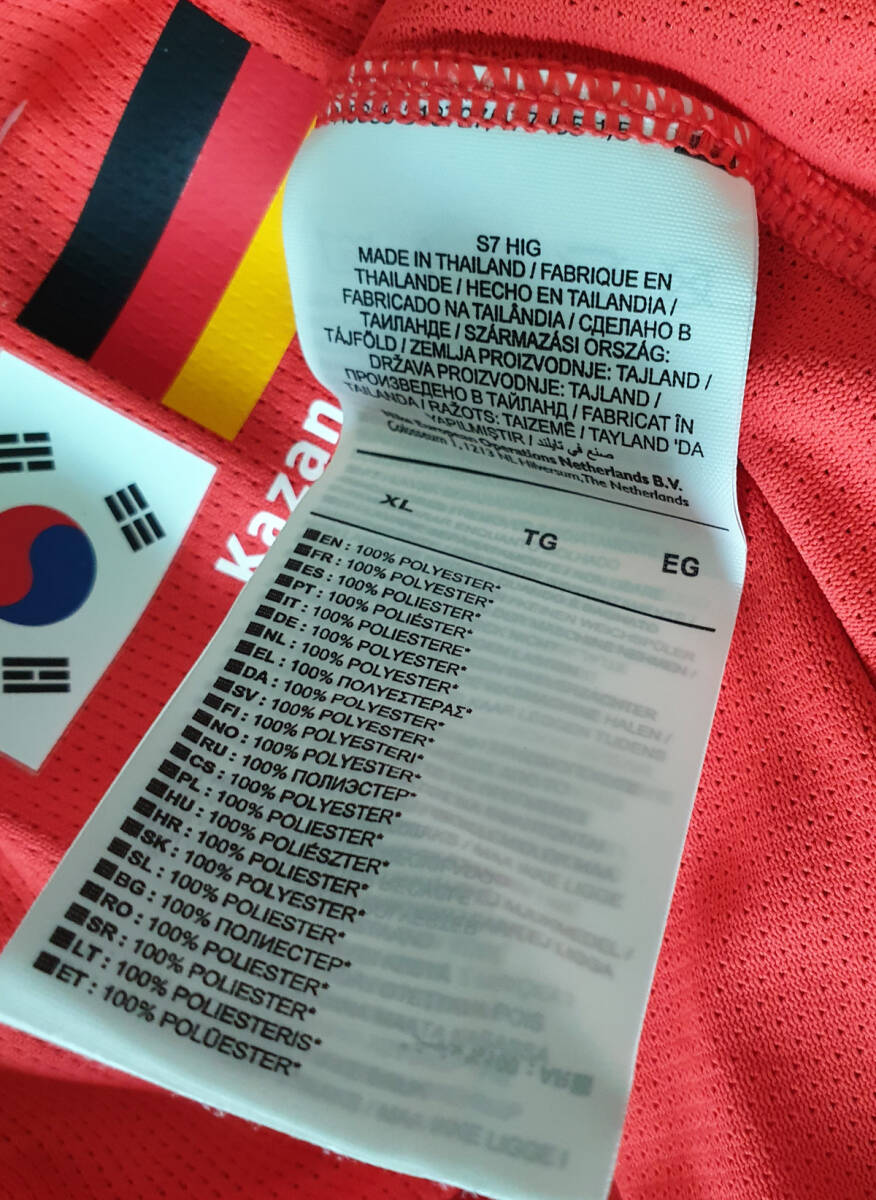 S7 HIG
MADE IN THAILAND / FABRIQUE EN
THAILANDE / HECHO EN TAILANDIA /
FABRICADO NA TAILÂNDIA / СДЕЛАНО В
ТАИЛАНДЕ / SZÁRMAZÁSI ORSZÁG:
TÁJFÖLD / ZEMLJA PROIZVODNJE: TAJLAND /
DRŽAVA PROIZVODNJE: TAJLAND /
ПРОИЗВЕДЕНО В ТАЙЛАНД / FABRICAT ÎN
TAILANDA / RAŽOTS: TAIZEMĒ / TAYLAND 'DA
YAPILMIŞTIR / صنع في تايلاند
Nike European Operations Netherlands B.V.
Colosseum 1, 1213 NL Hilversum, The Netherlands
XL TG EG
EN : 100% POLYESTER*
FR : 100% POLYESTER*
ES : 100% POLIESTER*
PT : 100% POLIÉSTER*
IT : 100% POLIESTERE*
DE : 100% POLYESTER*
NL : 100% POLYESTER*
EL : 100% ΠΟΛΥΕΣΤΕΡΑΣ*
DA : 100% POLYESTER*
SV : 100% POLYESTER*
FI : 100% POLYESTERI*
NO : 100% POLYESTER*
RU : 100% ПОЛИЭСТЕР*
CS : 100% POLYESTER*
PL : 100% POLIESTER*
HU : 100% POLIÉSZTER*
HR : 100% POLIESTER*
SK : 100% POLYESTER*
SL : 100% POLIESTER*
BG : 100% ПОЛИЕСТЕР*
RO : 100% POLIESTER*
SR : 100% POLIESTER*
LT : 100% POLIESTERIS*
ET : 100% POLÜESTER*
Kazan